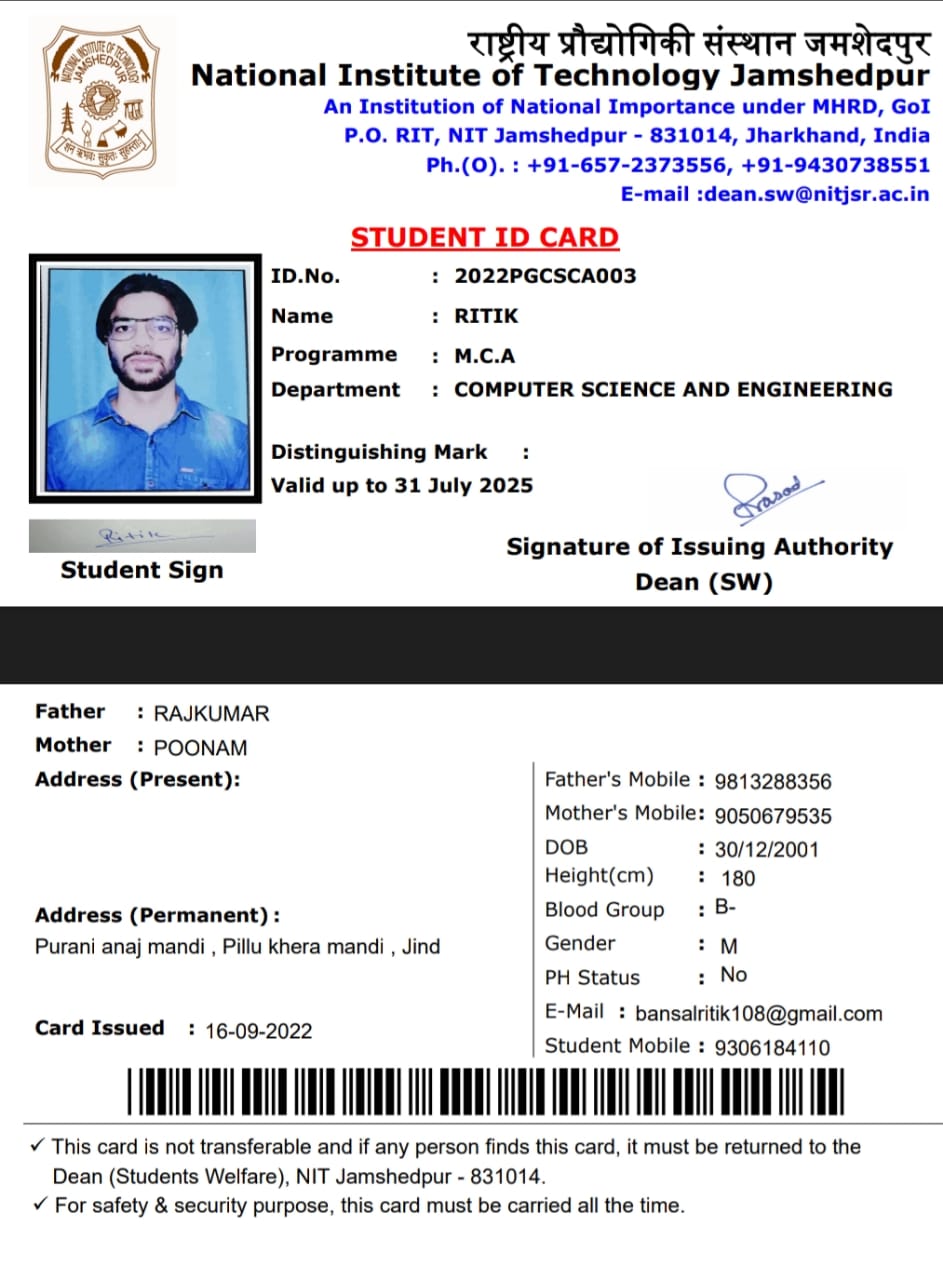 राष्ट्रीय प्रौद्योगिकी संस्थान जमशेदपुर
National Institute of Technology Jamshedpur
An Institution of National Importance under MHRD, GoI
P.O. RIT, NIT Jamshedpur - 831014, Jharkhand, India
Ph.(O). : +91-657-2373556, +91-9430738551
E-mail :dean.sw@nitjsr.ac.in
NATIONAL INSTITUTE OF TECHNOLOGY
JAMSHEDPUR
STUDENT ID CARD
ID.No. : 2022PGCSCA003
Name : RITIK
Programme : M.C.A
Department : COMPUTER SCIENCE AND ENGINEERING
Distinguishing Mark :
Valid up to 31 July 2025
Ritik
Student Sign
Prasad
Signature of Issuing Authority
Dean (SW)
Father : RAJKUMAR
Mother : POONAM
Address (Present):
Address (Permanent) :
Purani anaj mandi , Pillu khera mandi , Jind
Card Issued : 16-09-2022
Father's Mobile : 9813288356
Mother's Mobile: 9050679535
DOB : 30/12/2001
Height(cm) : 180
Blood Group : B-
Gender : M
PH Status : No
E-Mail : bansalritik108@gmail.com
Student Mobile : 9306184110
✓ This card is not transferable and if any person finds this card, it must be returned to the
Dean (Students Welfare), NIT Jamshedpur - 831014.
✓ For safety & security purpose, this card must be carried all the time.